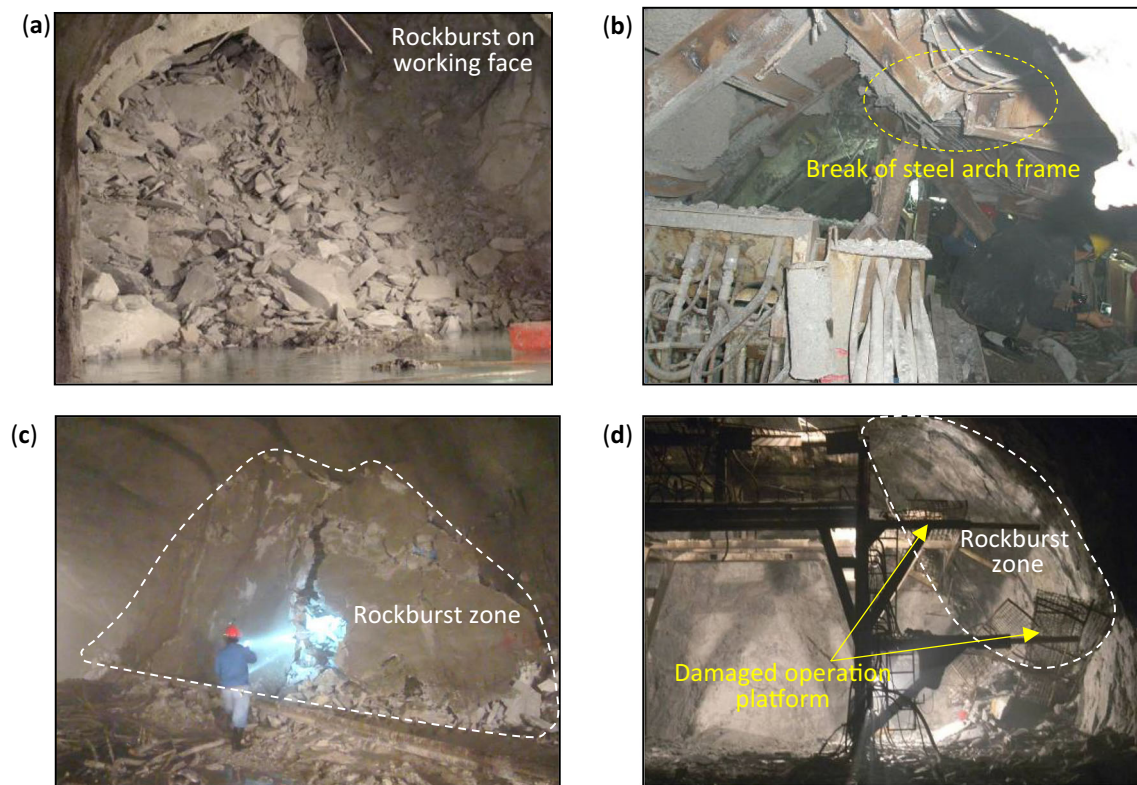 (a)
Rockburst on
working face
(b)
Break of steel arch frame
(c)
Rockburst zone
(d)
Rockburst
zone
Damaged operation
platform